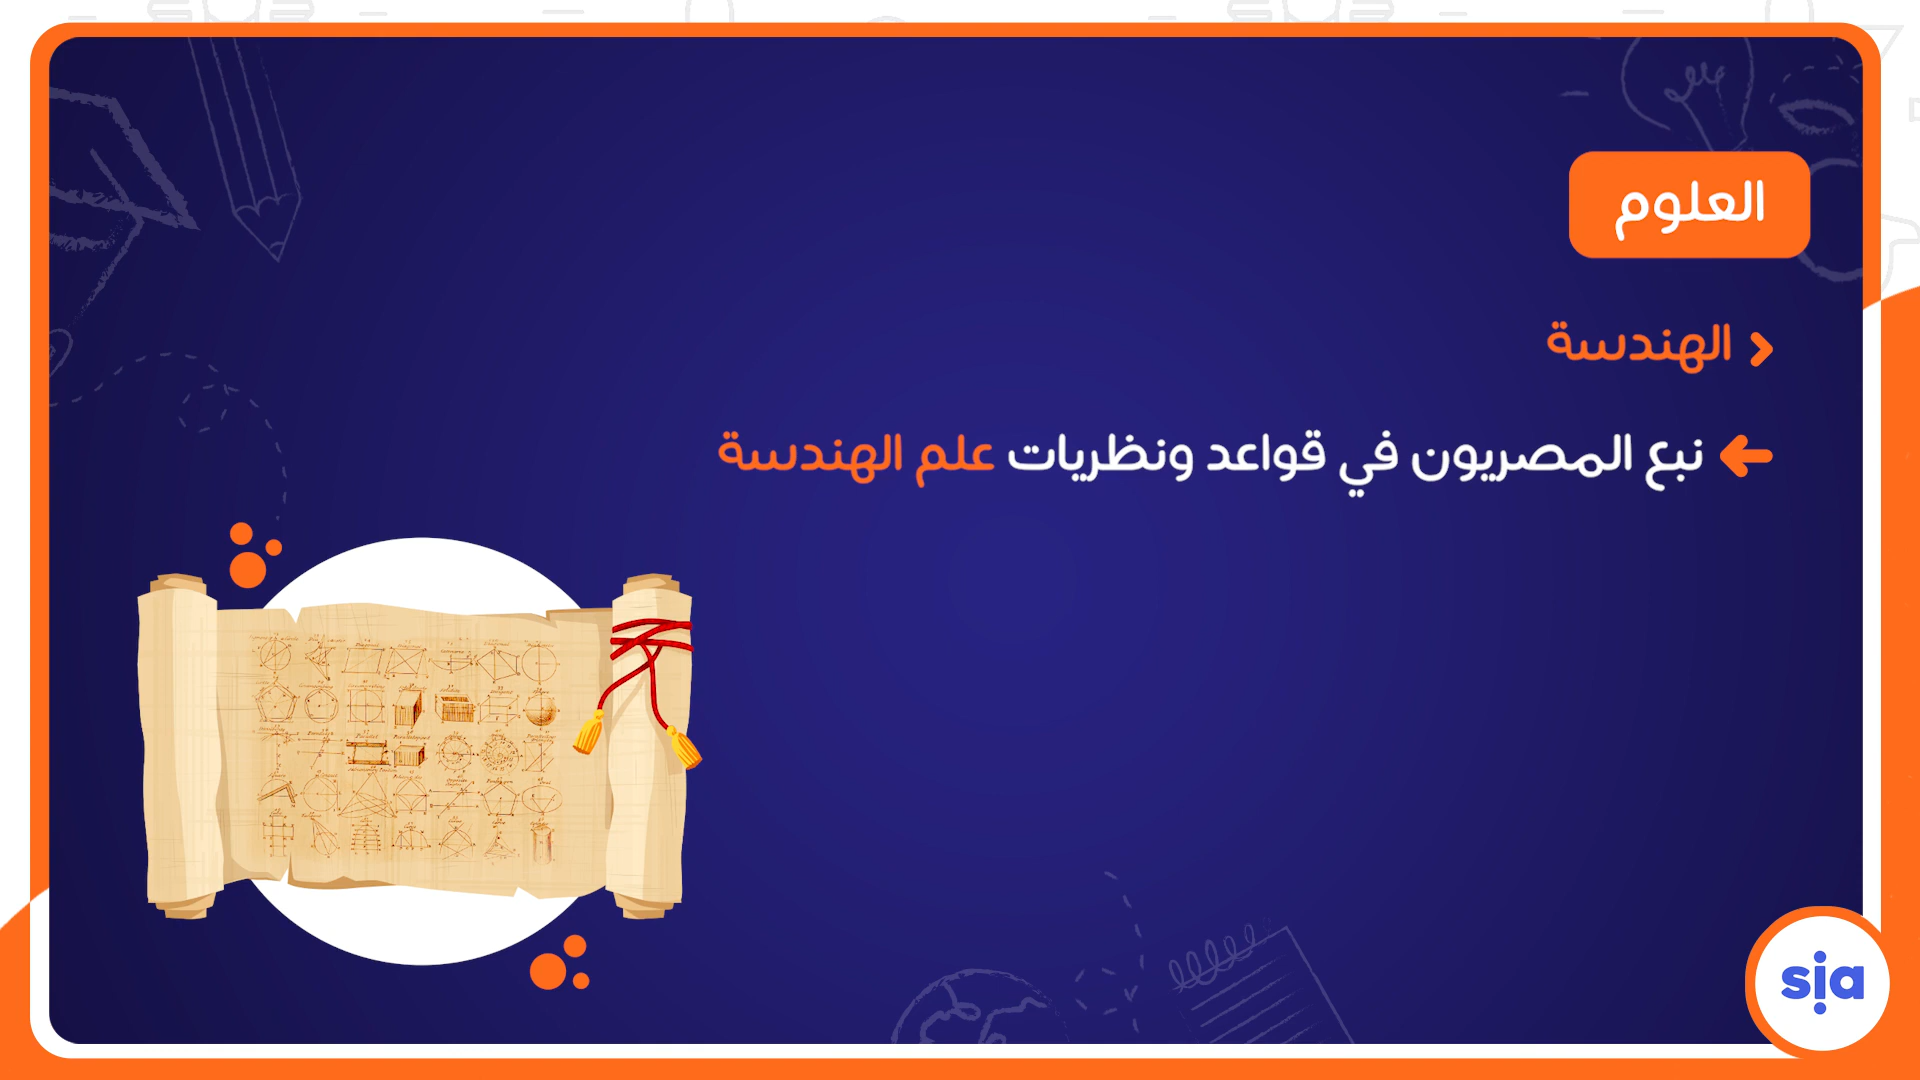 العلوم
الهندسة
نبع المصريون في قواعد ونظريات علم الهندسة
sia